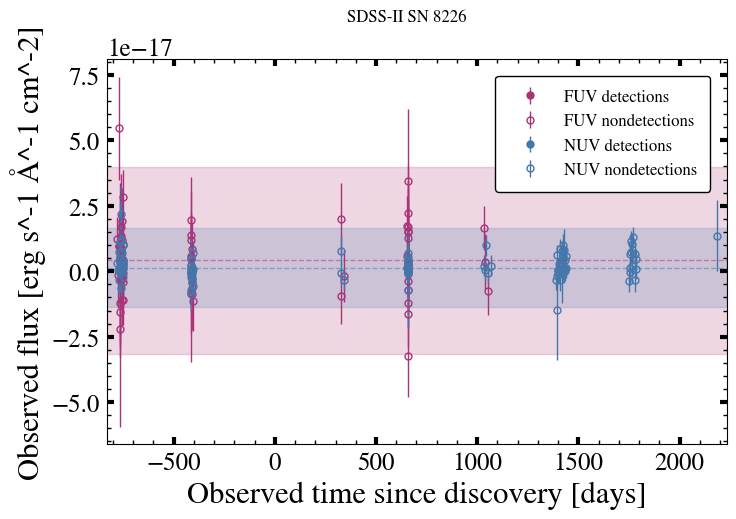 SDSS-II SN 8226
1e−17
7.5
5.0
2.5
0.0
−2.5
−5.0
Observed flux [erg s^-1 Å^-1 cm^-2]
FUV detections
FUV nondetections
NUV detections
NUV nondetections
−500 0 500 1000 1500 2000
Observed time since discovery [days]